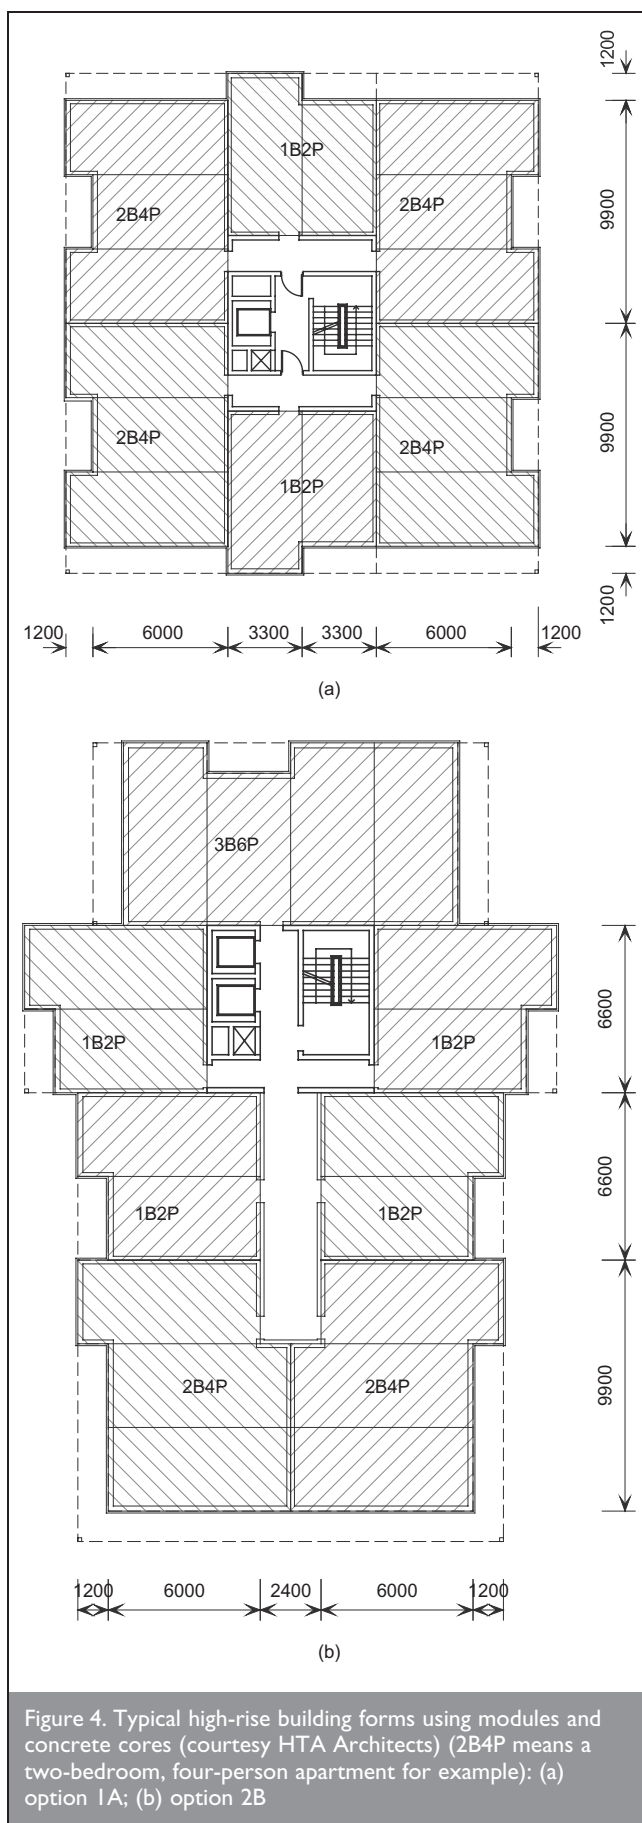 1200
1B2P
2B4P
2B4P
9900
2B4P
2B4P
1B2P
9900
1200
1200 6000 3300 3300 6000 1200
(a)
3B6P
1B2P
1B2P
6600
1B2P
1B2P
6600
2B4P
2B4P
9900
1200 6000 2400 6000 1200
(b)
Figure 4. Typical high-rise building forms using modules and
concrete cores (courtesy HTA Architects) (2B4P means a
two-bedroom, four-person apartment for example): (a)
option 1A; (b) option 2B